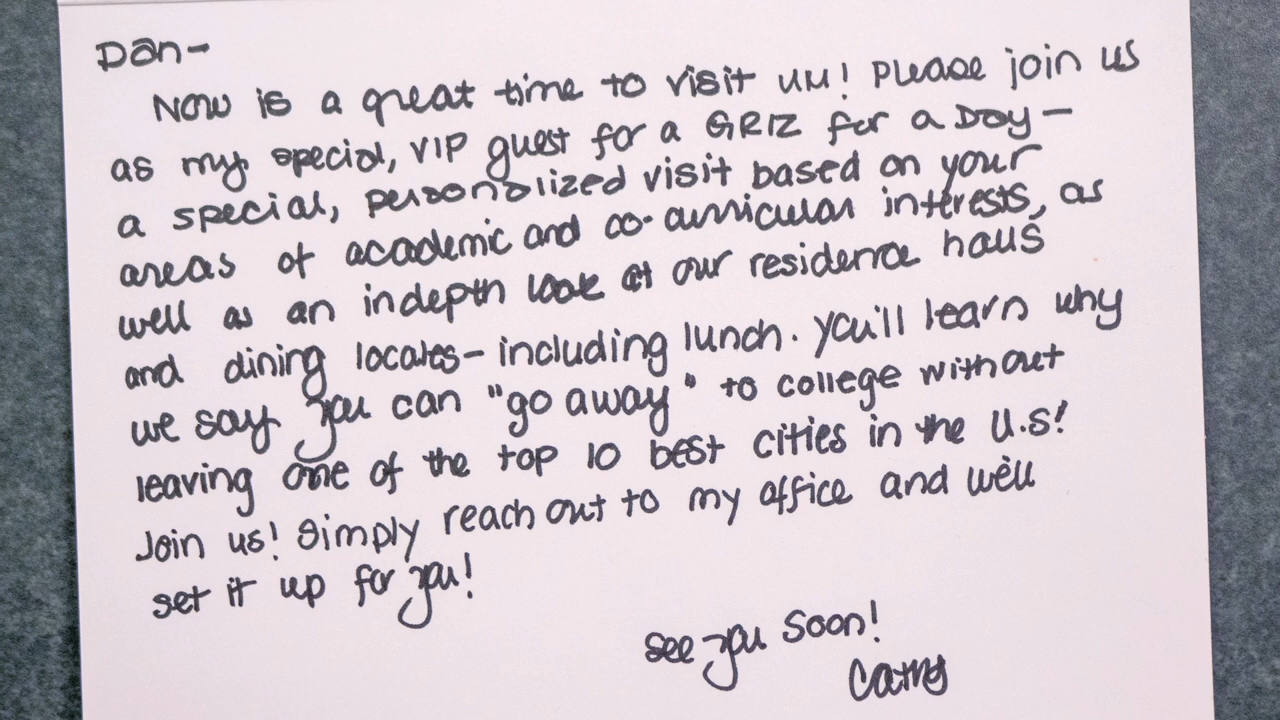 Dan-
Now is a great time to visit UM! Please join us
as my special, VIP guest for a GRIZ for a Day-
a special, personalized visit based on your
areas of academic and co-curricular interests, as
well as an indepth look at our residence halls
and dining locales- including lunch. You'll learn why
we say you can "go away" to college without
leaving one of the top 10 best cities in the U.S!
Join us! Simply reach out to my office and we'll
set it up for you!
See you soon!
Cathy